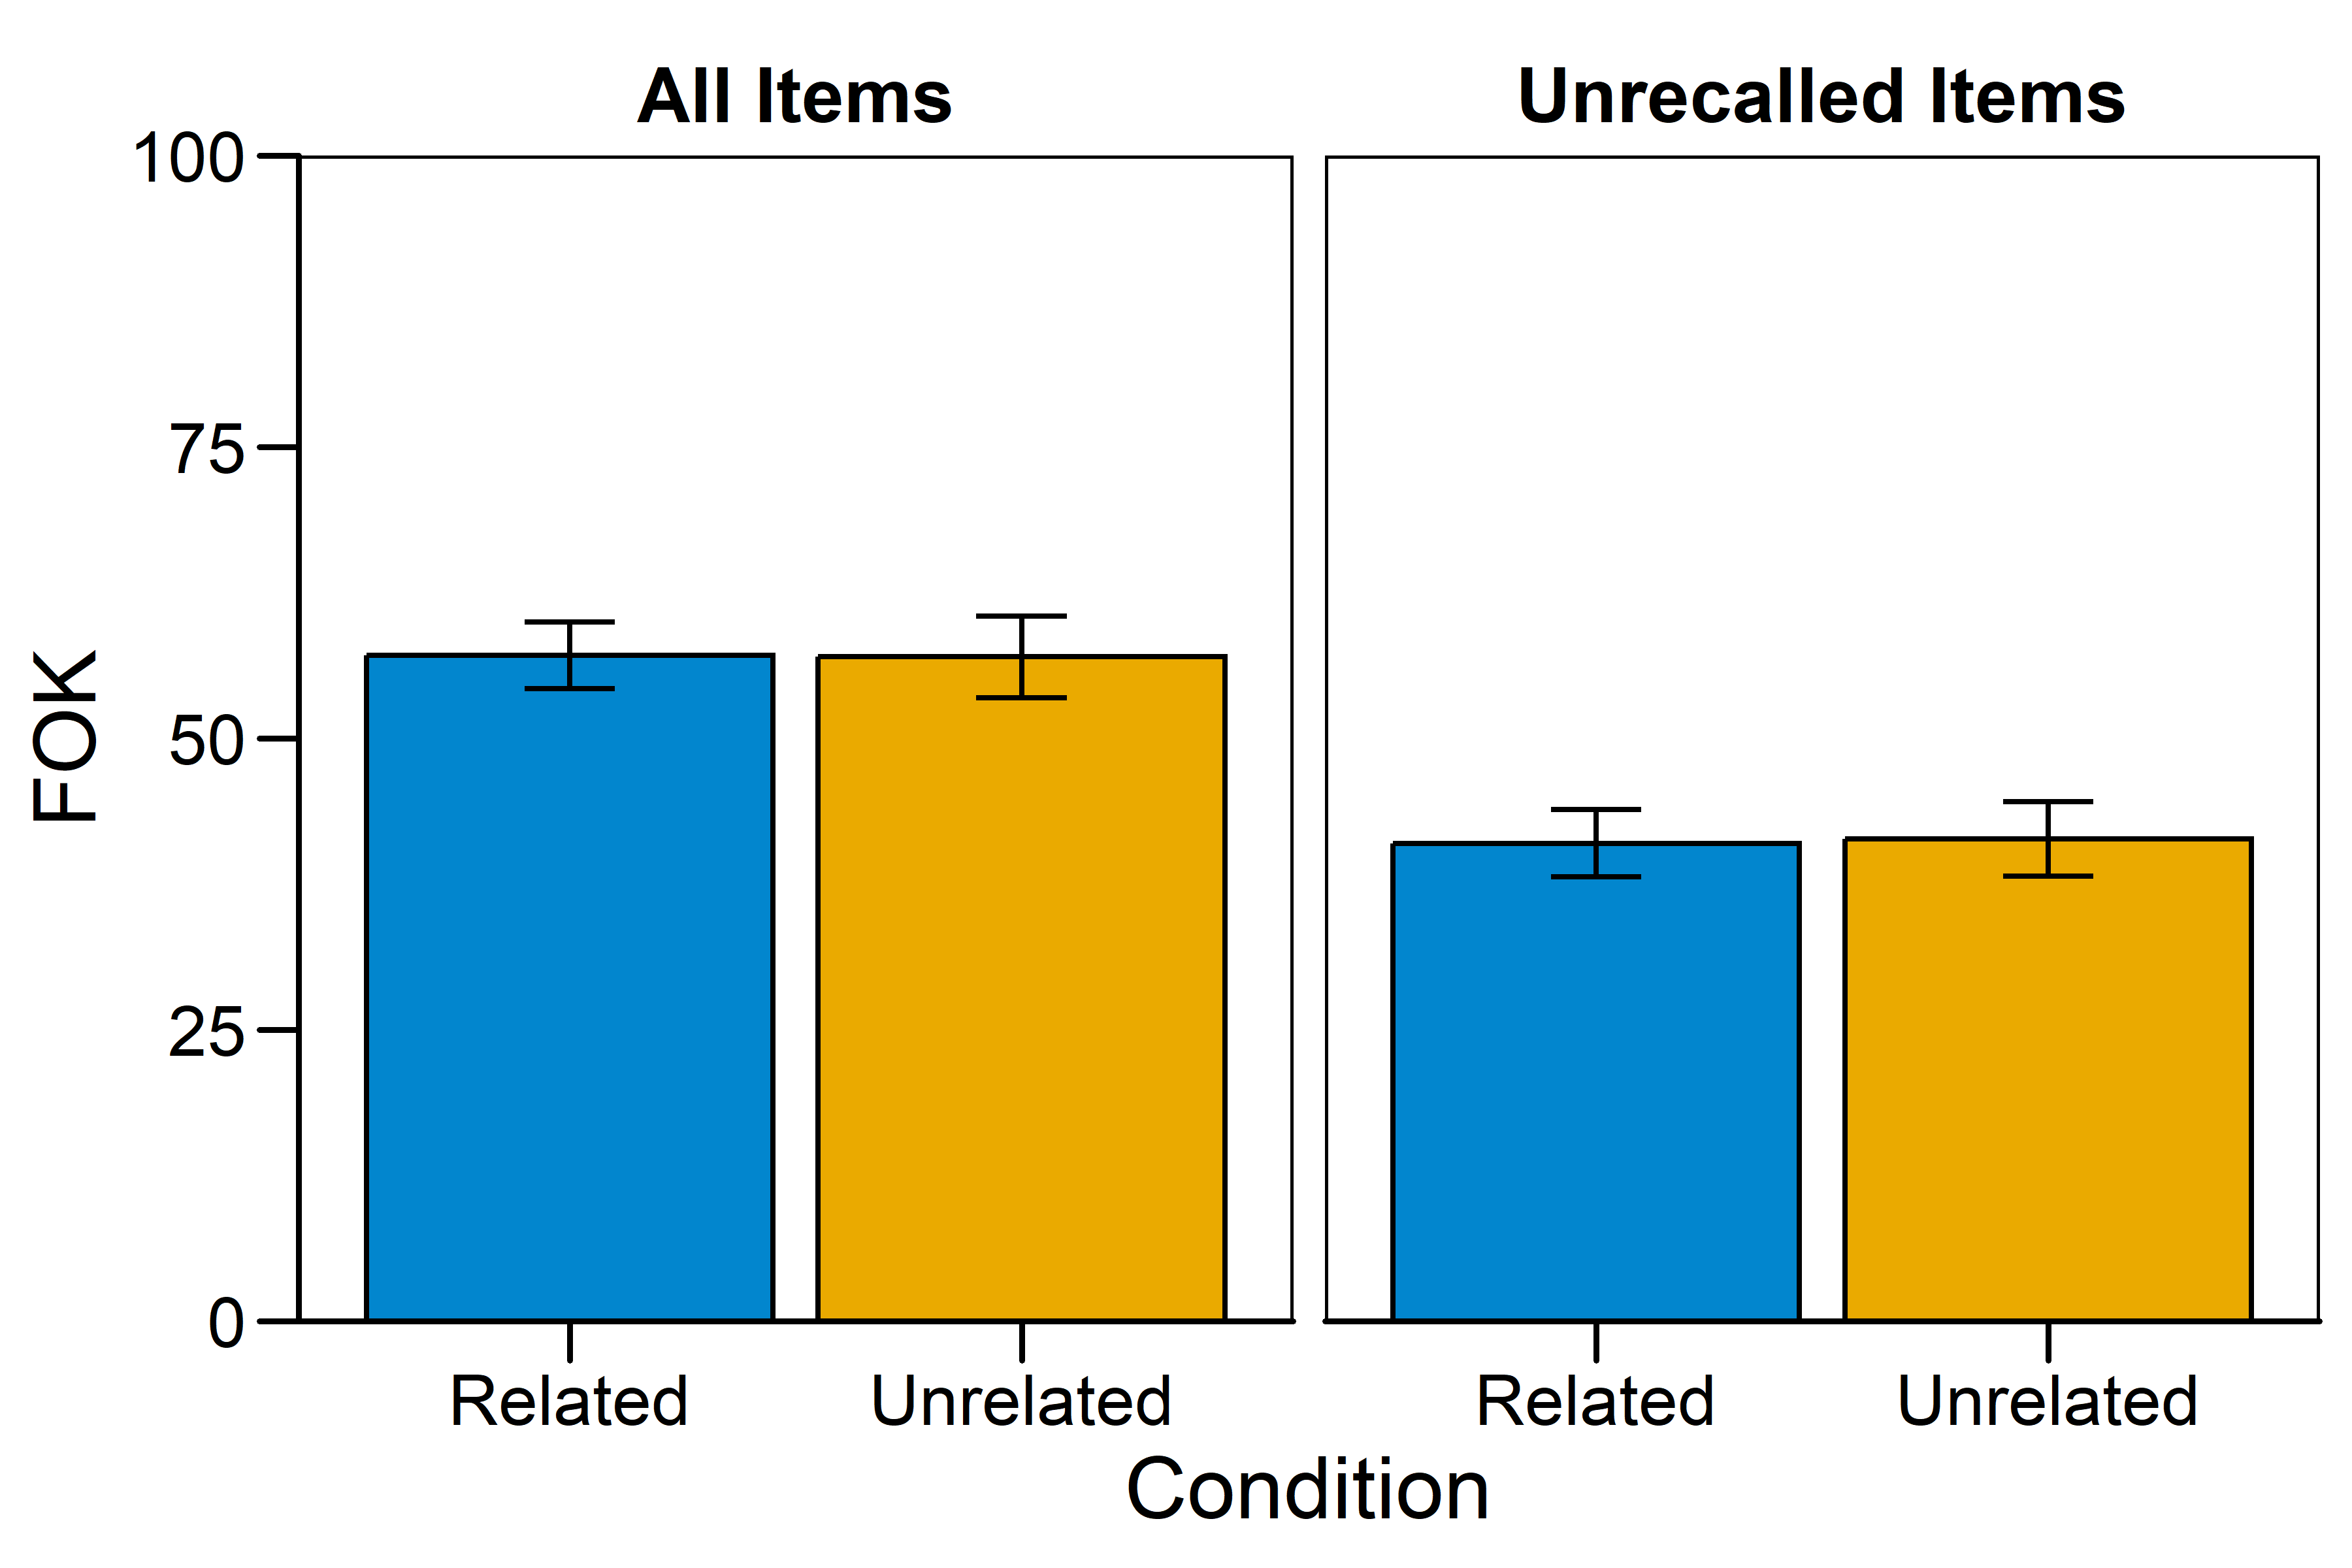 All Items
Unrecalled Items
100
75
50
25
0
FOK
Related
Unrelated
Related
Unrelated
Condition